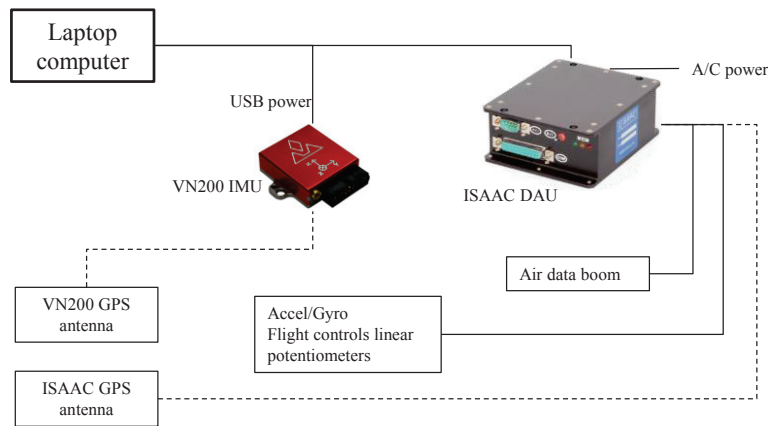 Laptop
computer
A/C power
USB power
VN200 IMU
ISAAC DAU
Air data boom
VN200 GPS
antenna
Accel/Gyro
Flight controls linear
potentiometers
ISAAC GPS
antenna